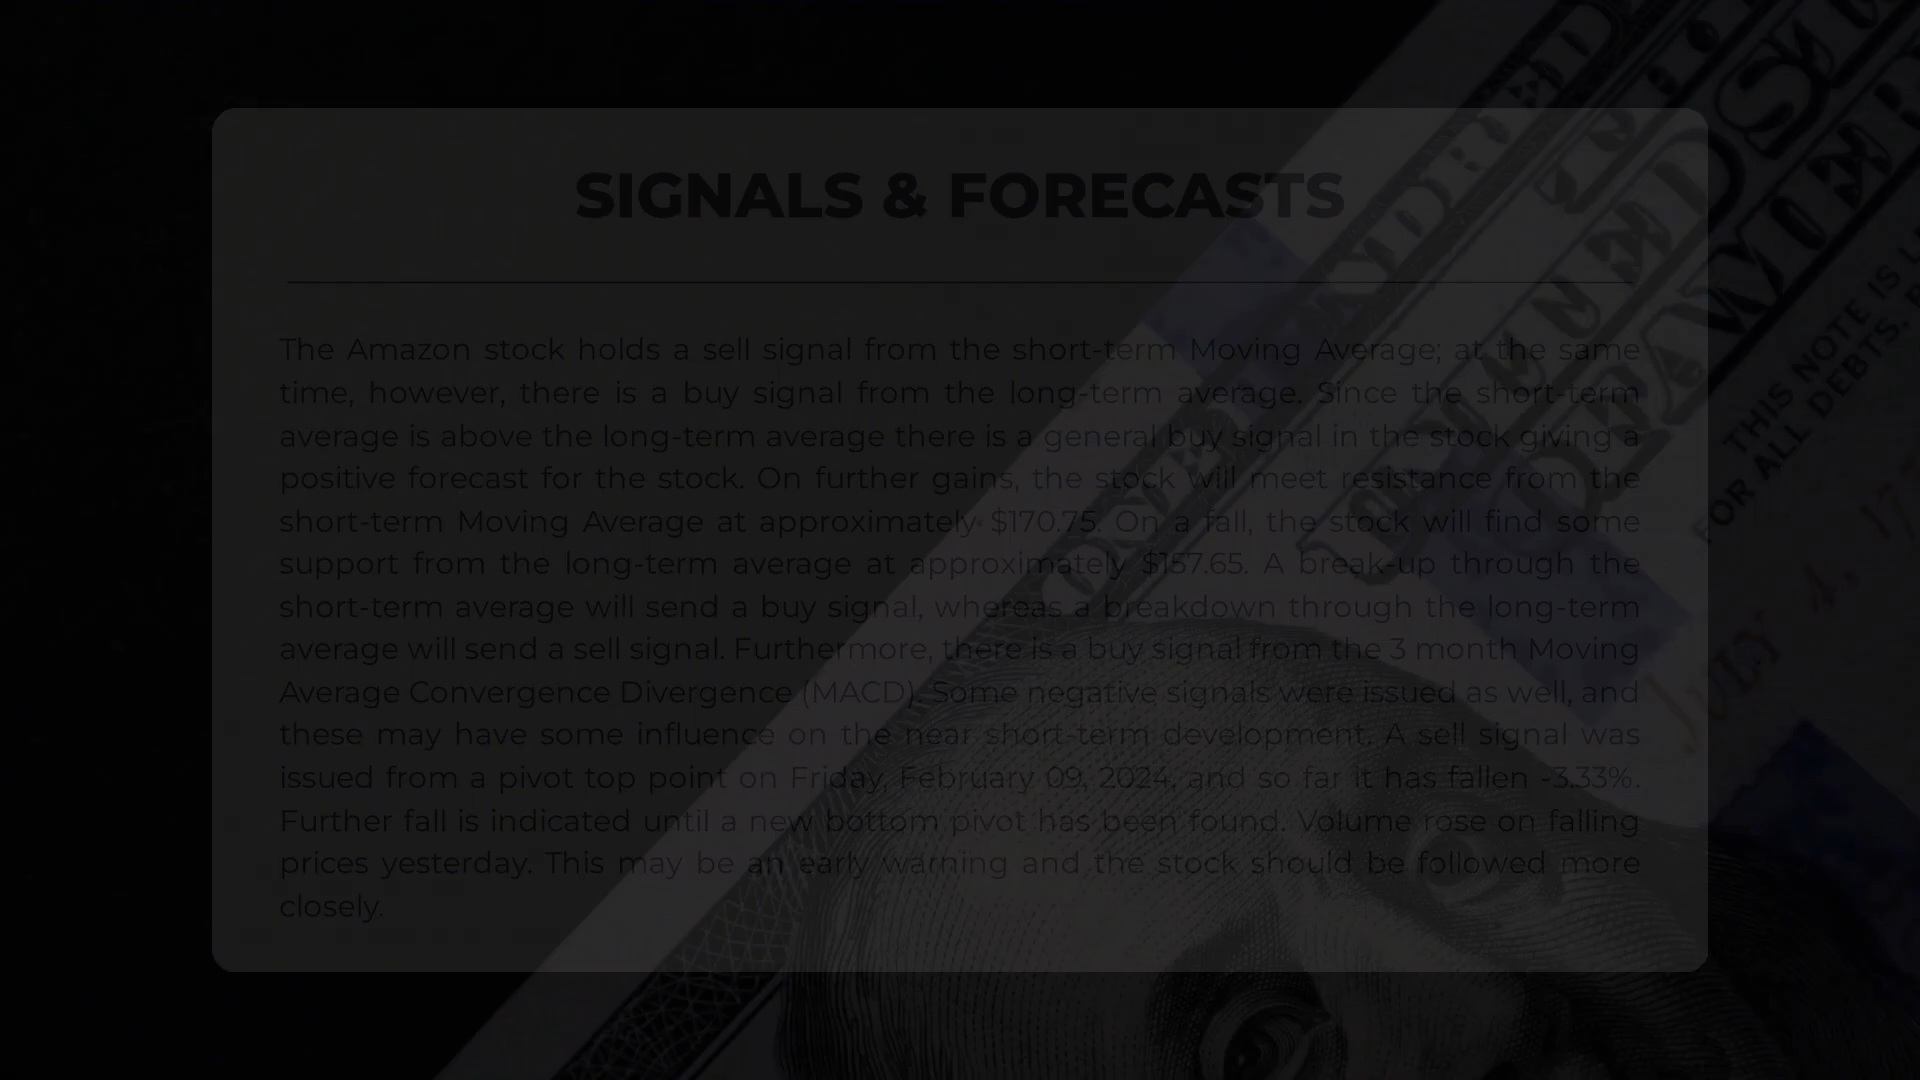 SIGNALS & FORECASTS
The Amazon stock holds a sell signal from the short-term Moving Average; at the same
time, however, there is a buy signal from the long-term average. Since the short-term
average is above the long-term average there is a general buy signal in the stock giving a
positive forecast for the stock. On further gains, the stock will meet resistance from the
short-term Moving Average at approximately $170.75. On a fall, the stock will find some
support from the long-term average at approximately $157.65. A break-up through the
short-term average will send a buy signal, whereas a breakdown through the long-term
average will send a sell signal. Furthermore, there is a buy signal from the 3 month Moving
Average Convergence Divergence (MACD). Some negative signals were issued as well, and
these may have some influence on the near short-term development. A sell signal was
issued from a pivot top point on Friday, February 09, 2024, and so far it has fallen -3.33%.
Further fall is indicated until a new bottom pivot has been found. Volume rose on falling
prices yesterday. This may be an early warning and the stock should be followed more
closely.
THIS NOTE IS
FOR ALL DEBTS,
JULY 4, 17